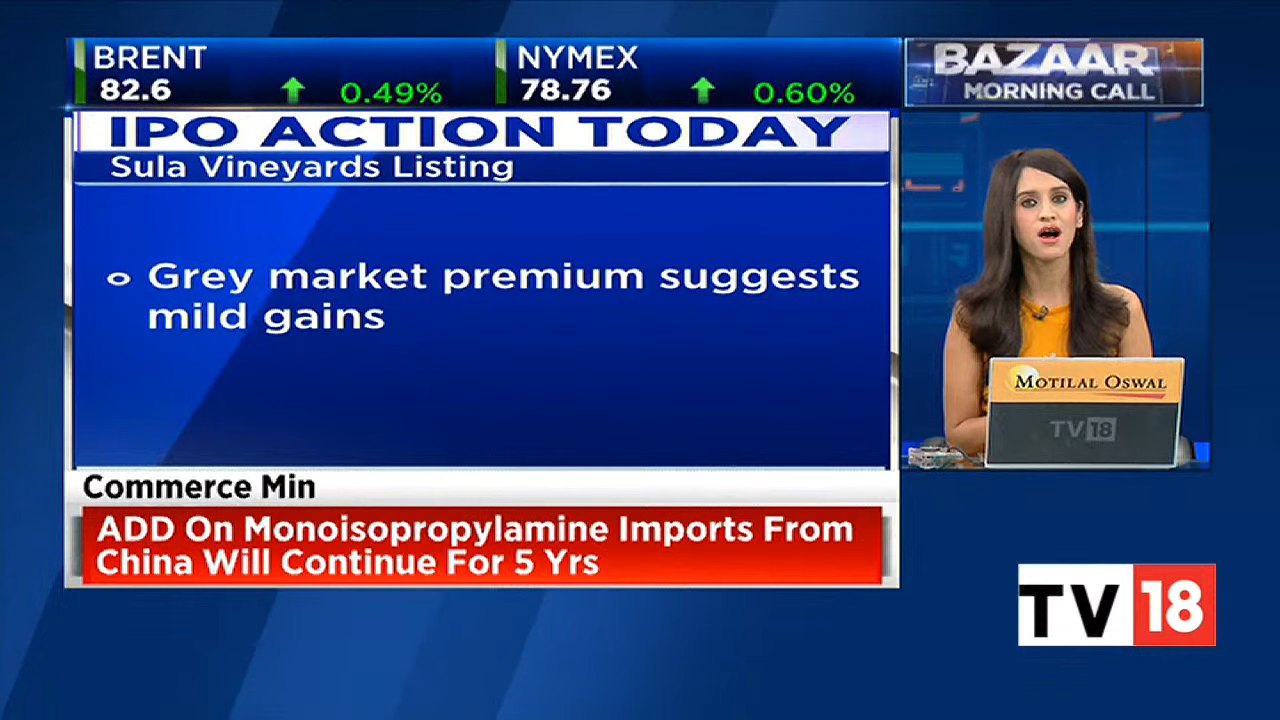 BRENT
82.6 0.49%
NYMEX
78.76 0.60%
BAZAAR
MORNING CALL
IPO ACTION TODAY
Sula Vineyards Listing
Grey market premium suggests
mild gains
MOTILAL OSWAL
TV18
Commerce Min
ADD On Monoisopropylamine Imports From
China Will Continue For 5 Yrs
TV18